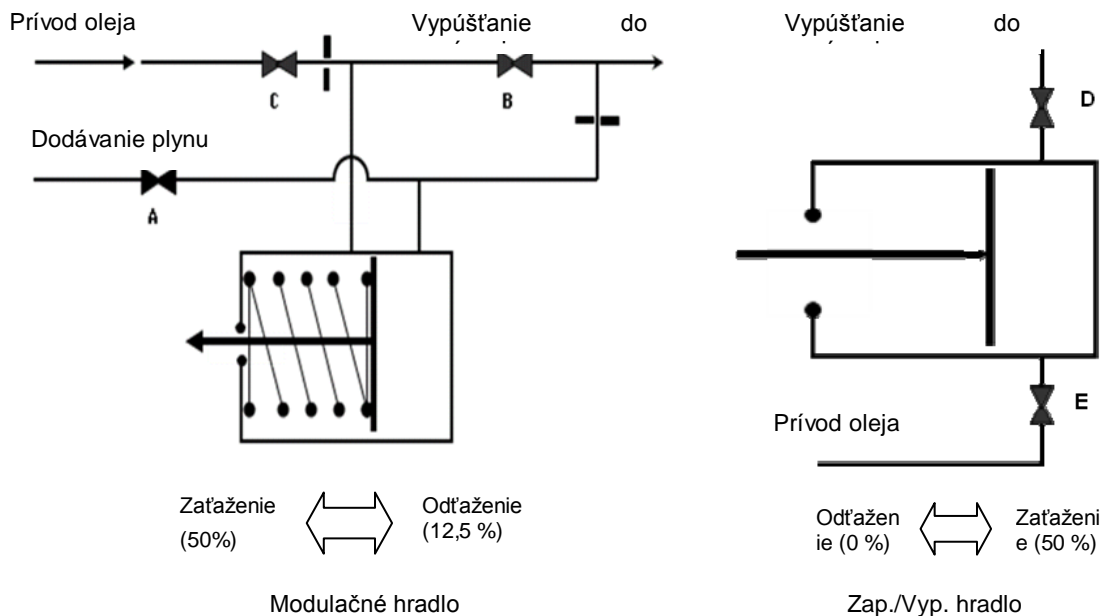 Prívod oleja
Vypúšťanie do
Vypúšťanie do
C
B
D
Dodávanie plynu
A
E
Prívod oleja
Zaťaženie
(50%)
Odťaženie
(12,5 %)
Odťažen
ie (0 %)
Zaťaženi
e (50 %)
Modulačné hradlo
Zap./Vyp. hradlo